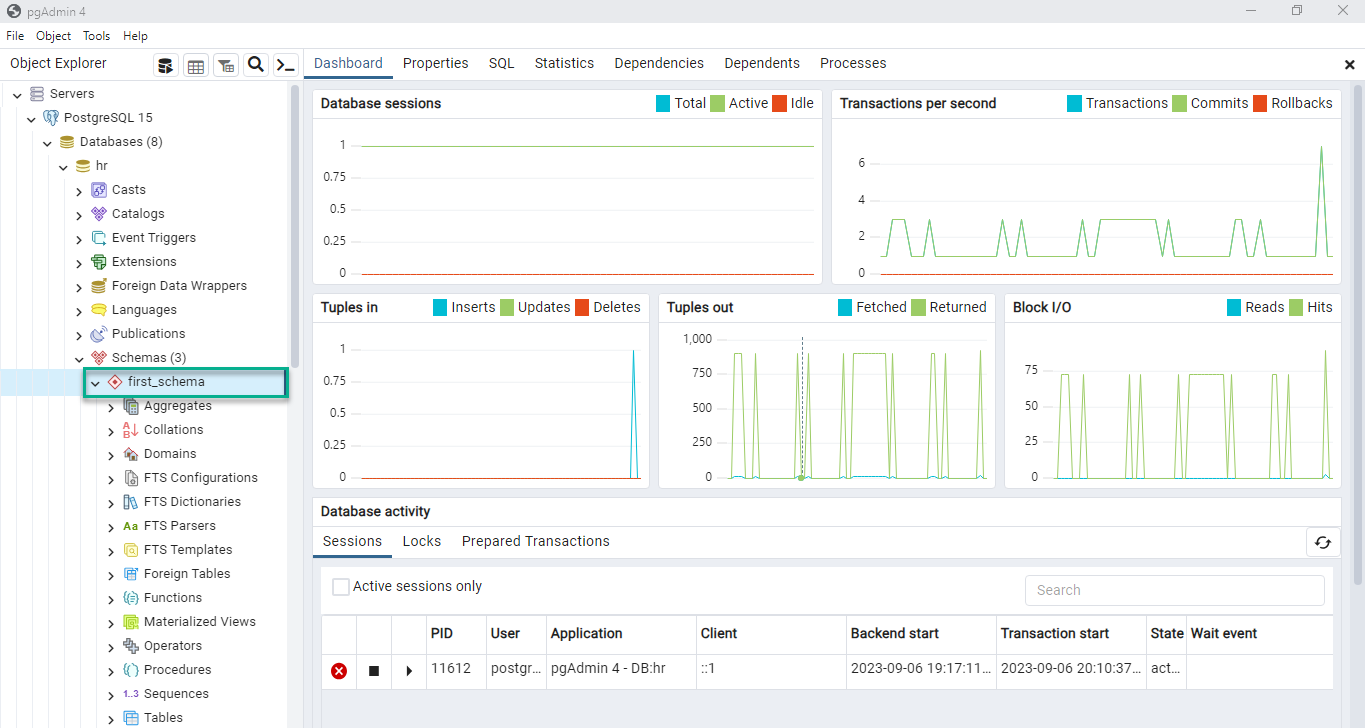 pgAdmin 4
File Object Tools Help
Object Explorer
Dashboard Properties SQL Statistics Dependencies Dependents Processes
Servers
PostgreSQL 15
Databases (8)
hr
Casts
Catalogs
Event Triggers
Extensions
Foreign Data Wrappers
Languages
Publications
Schemas (3)
first_schema
Aggregates
Collations
Domains
FTS Configurations
FTS Dictionaries
FTS Parsers
FTS Templates
Foreign Tables
Functions
Materialized Views
Operators
Procedures
1..3 Sequences
Tables
Database sessions Total Active Idle
1
0.75
0.5
0.25
0
Transactions per second Transactions Commits Rollbacks
6
4
2
0
Tuples in Inserts Updates Deletes
1
0.75
0.5
0.25
0
Tuples out Fetched Returned
1,000
750
500
250
0
Block I/O Reads Hits
75
50
25
0
Database activity
Sessions Locks Prepared Transactions
Active sessions only
Search
PID User Application Client Backend start Transaction start State Wait event
11612 postgr... pgAdmin 4 - DB:hr ::1 2023-09-06 19:17:11... 2023-09-06 20:10:37... act...